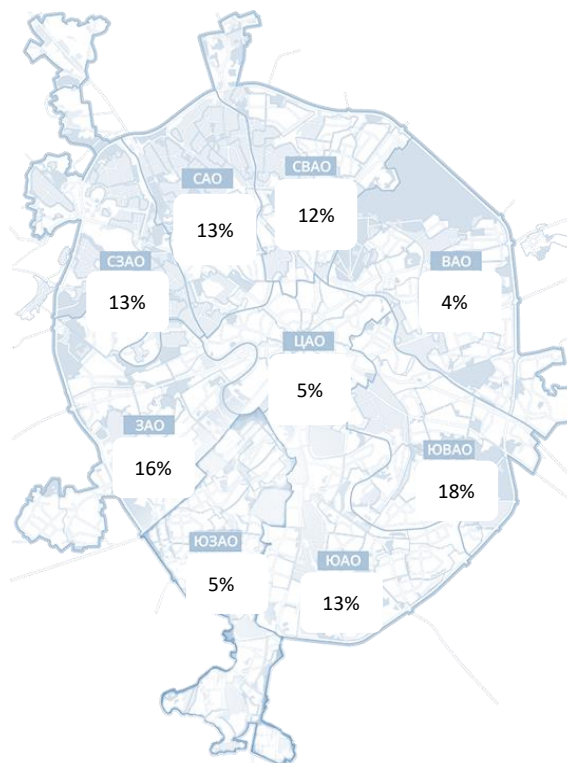 СВАО
12%
САО
13%
СЗАО
13%
ВАО
4%
ЦАО
5%
ЗАО
16%
ЮВАО
18%
ЮЗАО
5%
ЮАО
13%